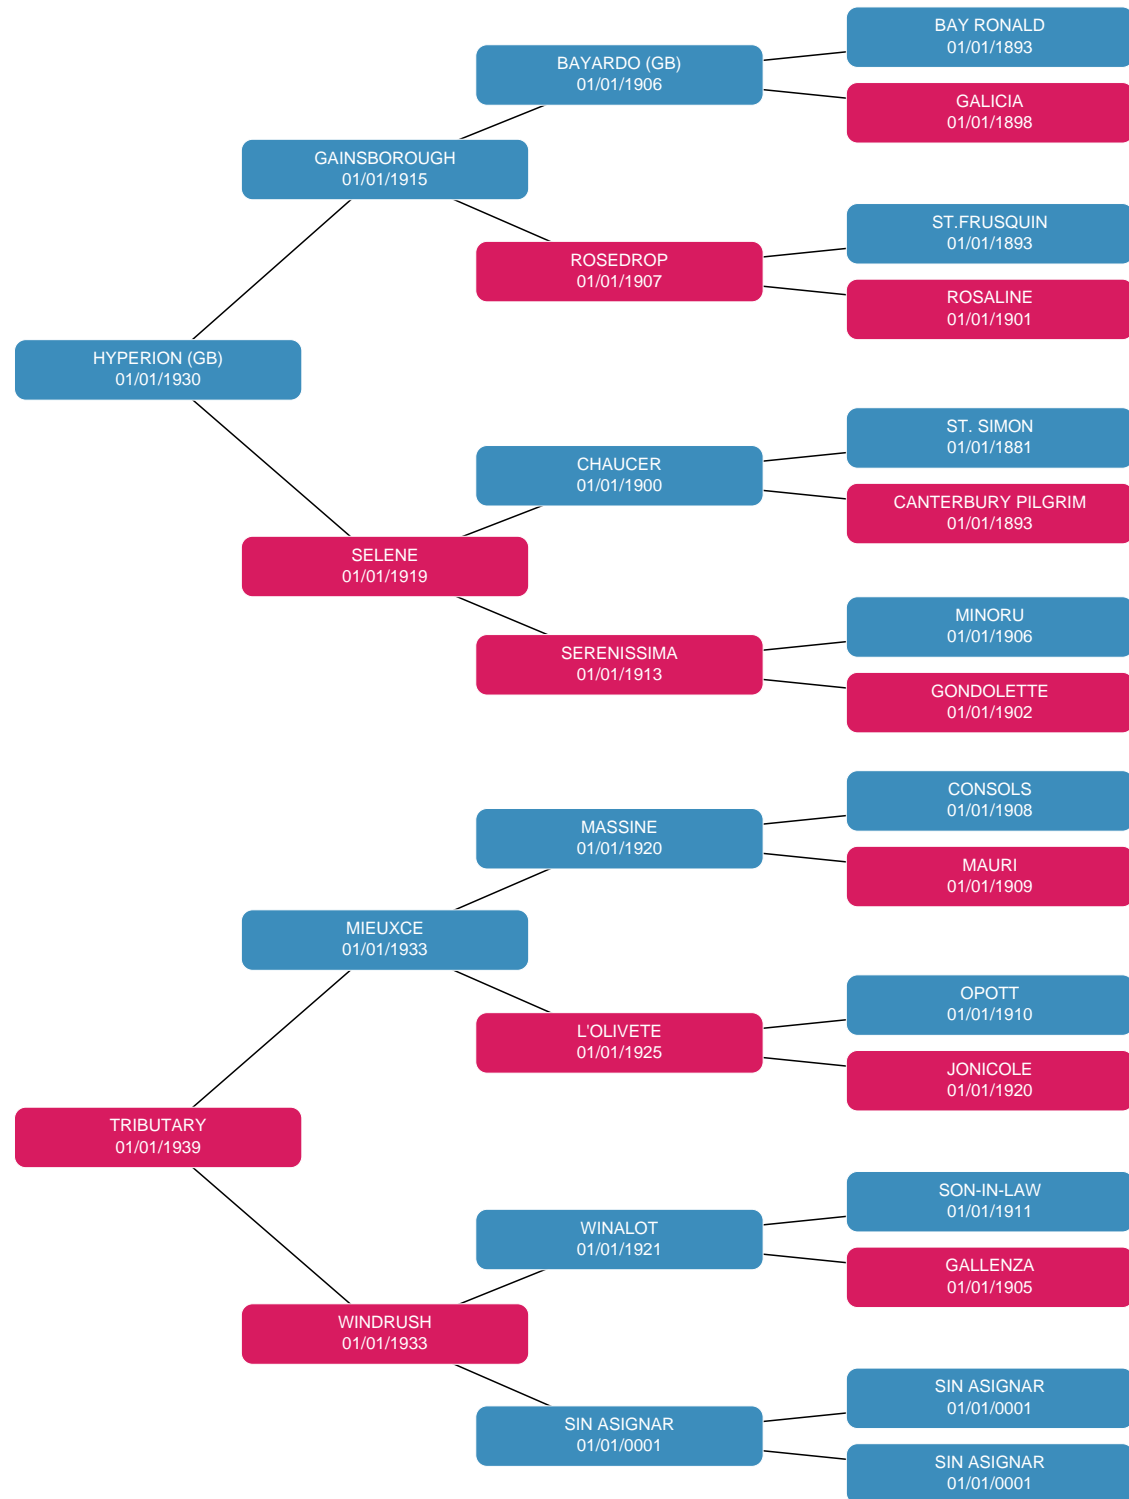 BAY RONALD
01/01/1893
BAYARDO (GB)
01/01/1906
GALICIA
01/01/1898
GAINSBOROUGH
01/01/1915
ST.FRUSQUIN
01/01/1893
ROSEDROP
01/01/1907
ROSALINE
01/01/1901
HYPERION (GB)
01/01/1930
ST. SIMON
01/01/1881
CHAUCER
01/01/1900
CANTERBURY PILGRIM
01/01/1893
SELENE
01/01/1919
MINORU
01/01/1906
SERENISSIMA
01/01/1913
GONDOLETTE
01/01/1902
CONSOLS
01/01/1908
MASSINE
01/01/1920
MAURI
01/01/1909
MIEUXCE
01/01/1933
OPOTT
01/01/1910
L'OLIVETE
01/01/1925
JONICOLE
01/01/1920
TRIBUTARY
01/01/1939
SON-IN-LAW
01/01/1911
WINALOT
01/01/1921
GALLENZA
01/01/1905
WINDRUSH
01/01/1933
SIN ASIGNAR
01/01/0001
SIN ASIGNAR
01/01/0001
SIN ASIGNAR
01/01/0001